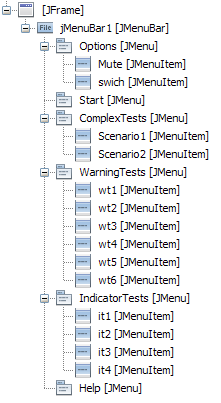 [JFrame]
File jMenuBar1 [JMenuBar]
Options [JMenu]
Mute [JMenuItem]
swich [JMenuItem]
Start [JMenu]
ComplexTests [JMenu]
Scenario1 [JMenuItem]
Scenario2 [JMenuItem]
WarningTests [JMenu]
wt1 [JMenuItem]
wt2 [JMenuItem]
wt3 [JMenuItem]
wt4 [JMenuItem]
wt5 [JMenuItem]
wt6 [JMenuItem]
IndicatorTests [JMenu]
it1 [JMenuItem]
it2 [JMenuItem]
it3 [JMenuItem]
it4 [JMenuItem]
Help [JMenu]